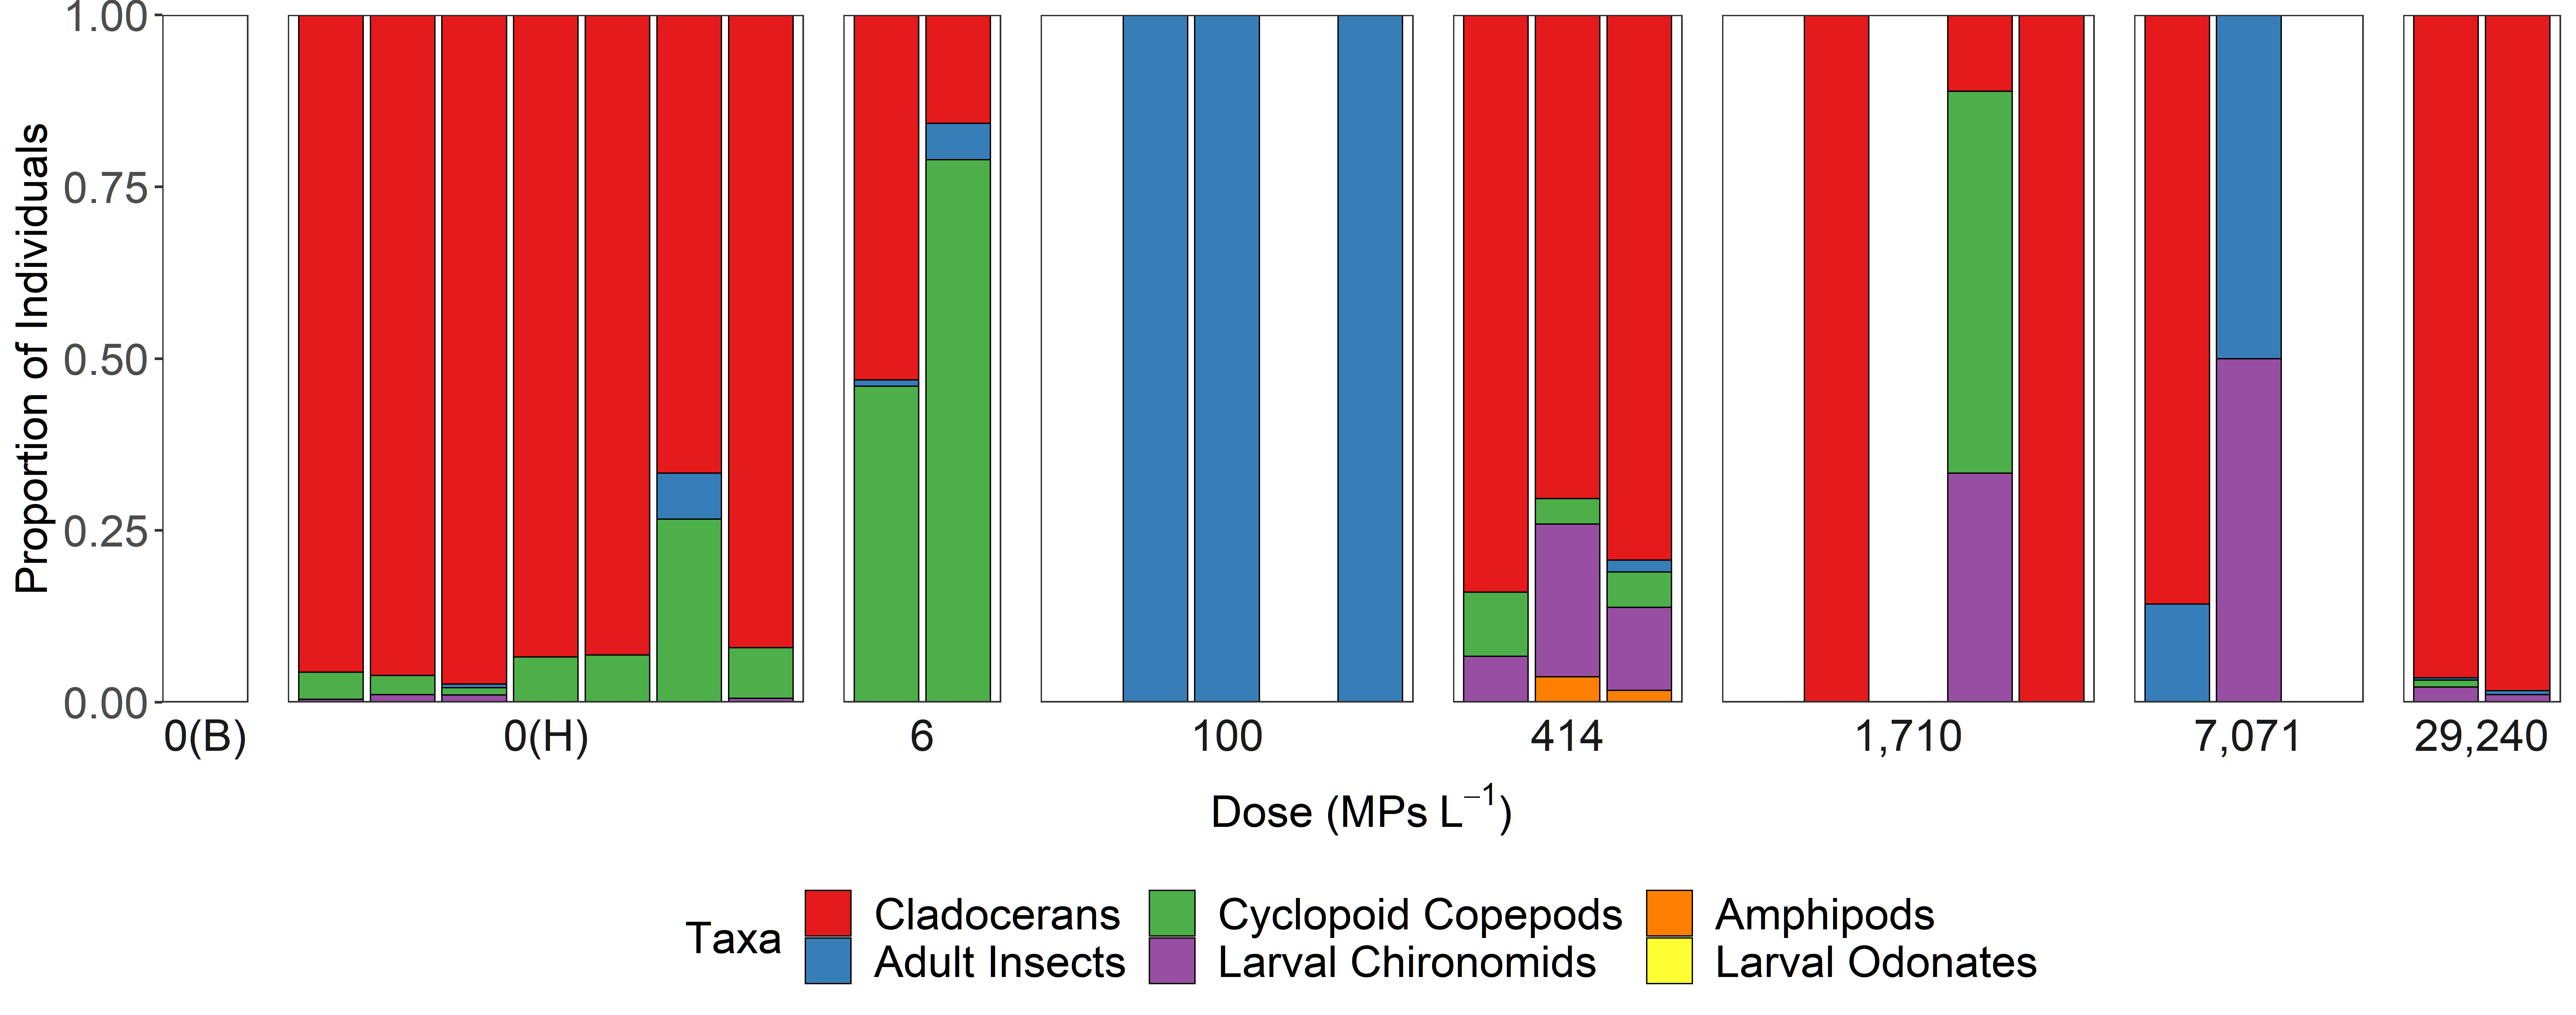 Proportion of Individuals
1.00
0.75
0.50
0.25
0.00
0(B) 0(H) 6 100 414 1,710 7,071 29,240
Dose (MPs L⁻¹)
Taxa
Cladocerans Cyclopoid Copepods Amphipods
Adult Insects Larval Chironomids Larval Odonates